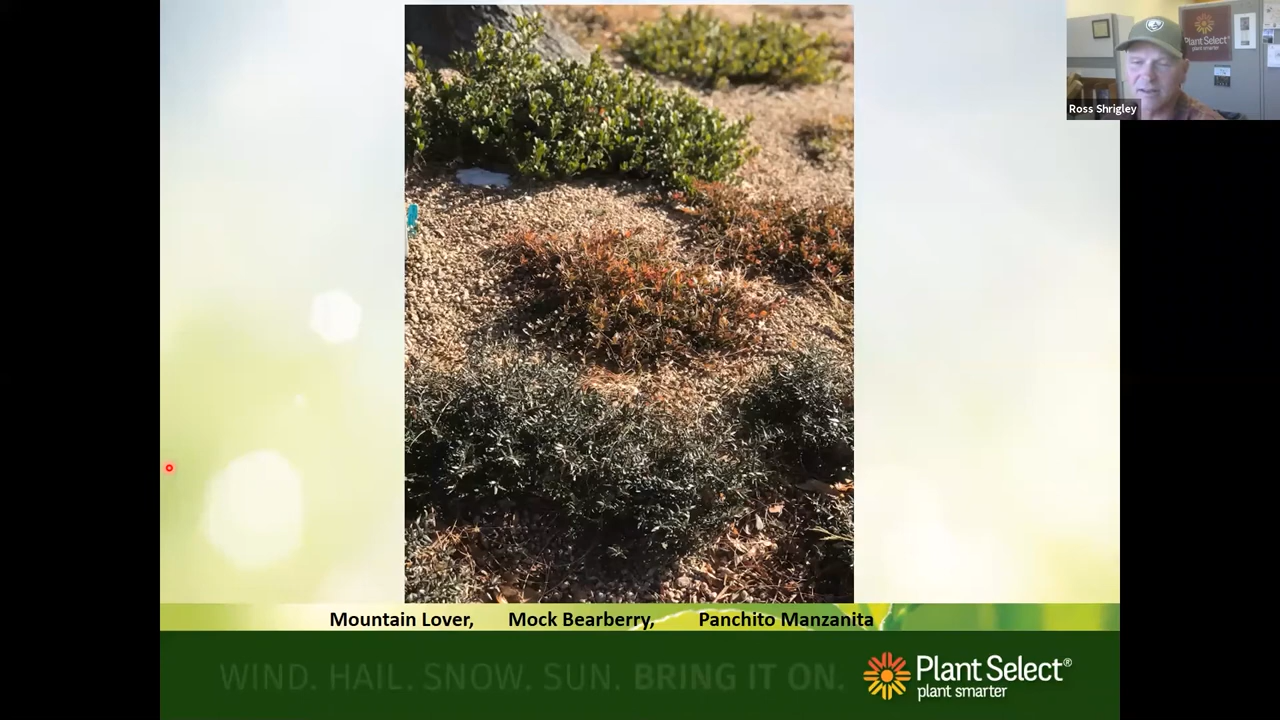 Plant Select®
plant smarter
Ross Shrigley
Mountain Lover, Mock Bearberry, Panchito Manzanita
WIND. HAIL. SNOW. SUN. BRING IT ON.
Plant Select®
plant smarter